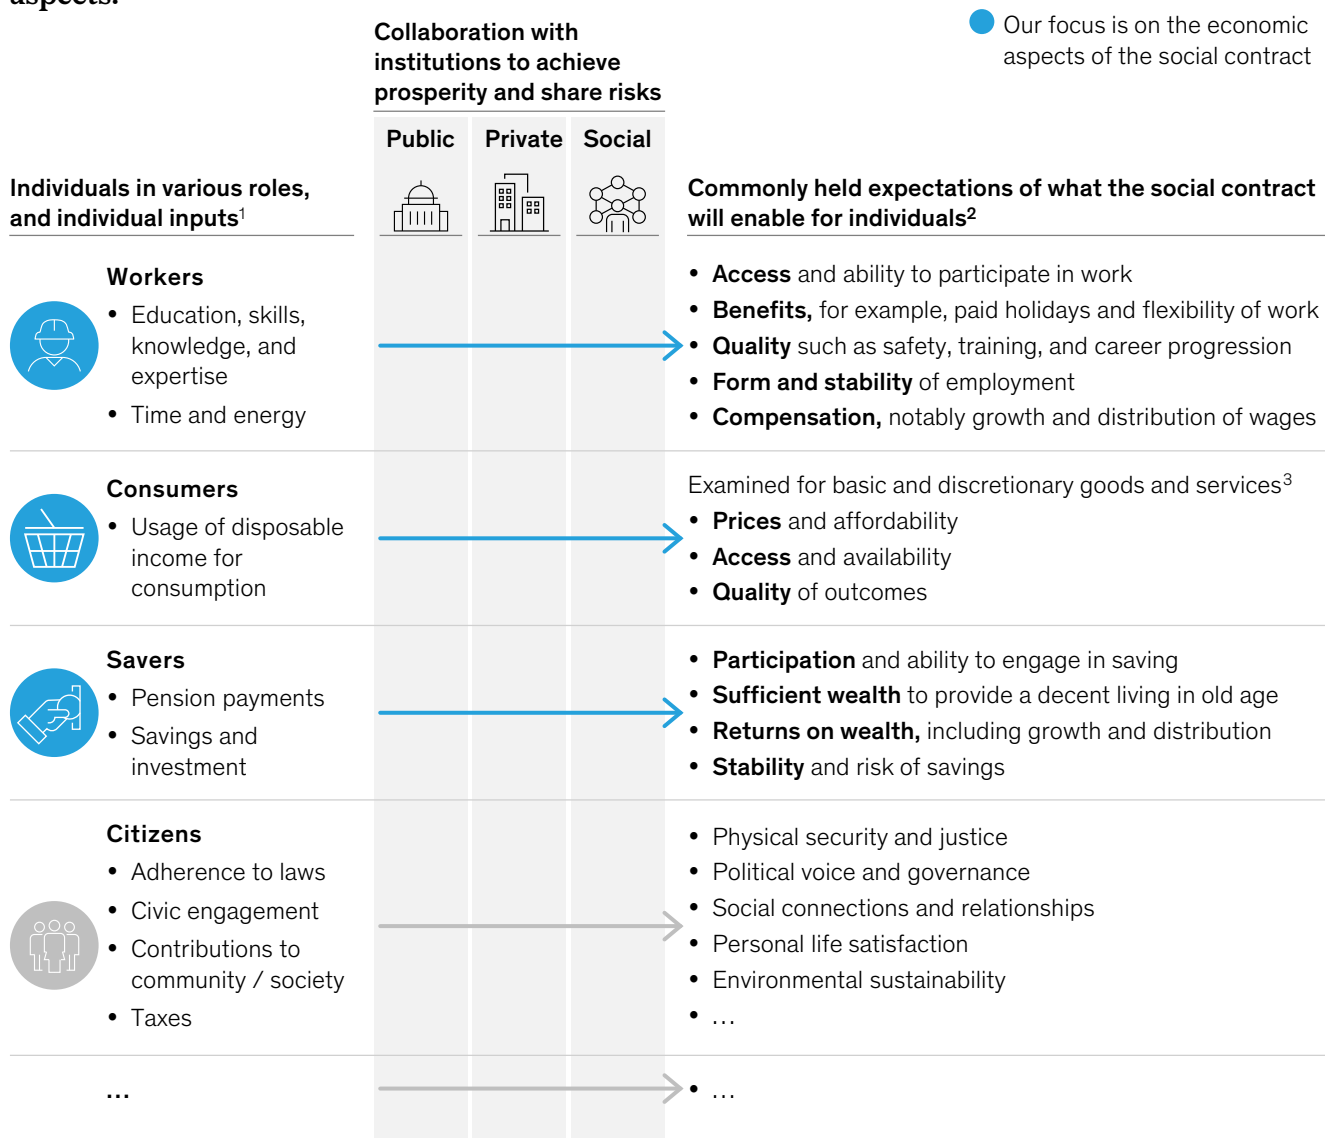 aspects.
Our focus is on the economic
aspects of the social contract
Collaboration with
institutions to achieve
prosperity and share risks
Public Private Social
Individuals in various roles,
and individual inputs¹
Commonly held expectations of what the social contract
will enable for individuals²
Workers
• Education, skills,
knowledge, and
expertise
• Time and energy
• Access and ability to participate in work
• Benefits, for example, paid holidays and flexibility of work
• Quality such as safety, training, and career progression
• Form and stability of employment
• Compensation, notably growth and distribution of wages
Consumers
• Usage of disposable
income for
consumption
Examined for basic and discretionary goods and services³
• Prices and affordability
• Access and availability
• Quality of outcomes
Savers
• Pension payments
• Savings and
investment
• Participation and ability to engage in saving
• Sufficient wealth to provide a decent living in old age
• Returns on wealth, including growth and distribution
• Stability and risk of savings
Citizens
• Adherence to laws
• Civic engagement
• Contributions to
community / society
• Taxes
• Physical security and justice
• Political voice and governance
• Social connections and relationships
• Personal life satisfaction
• Environmental sustainability
• …
…
• …